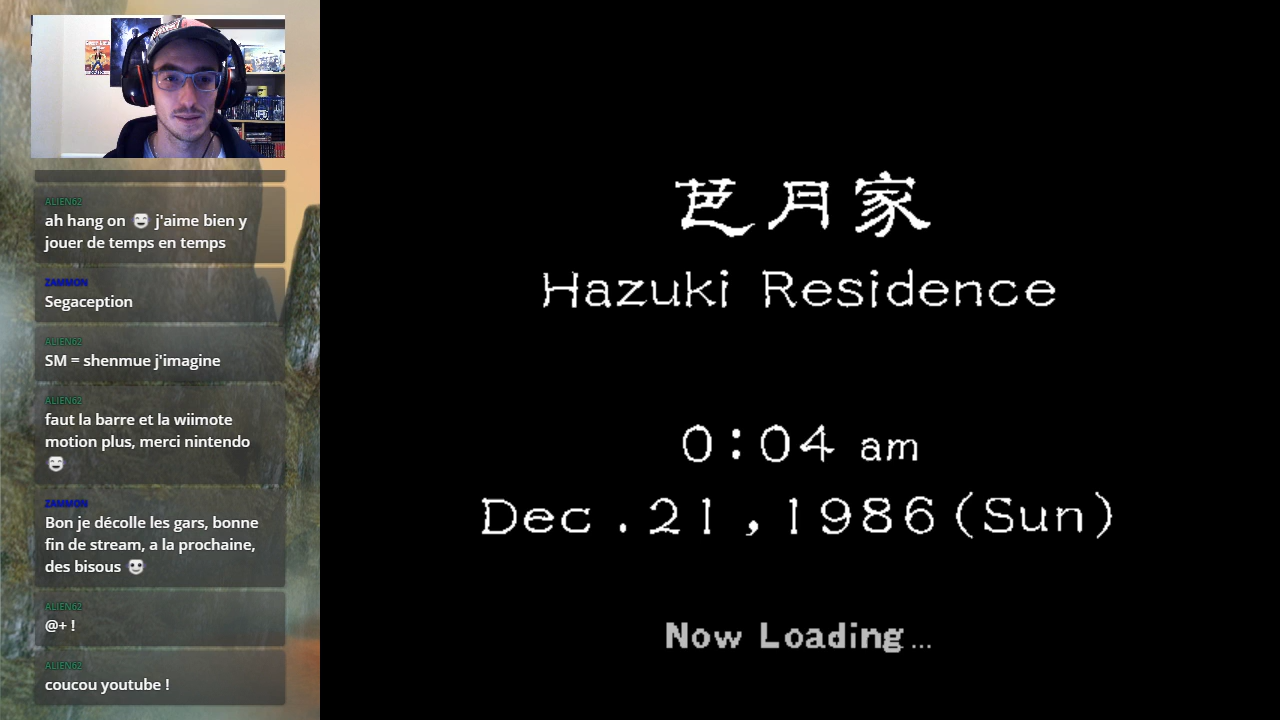 ALIEN62
ah hang on j'aime bien y
jouer de temps en temps
ZAMMON
Segaception
ALIEN62
SM = shenmue j'imagine
ALIEN62
faut la barre et la wiimote
motion plus, merci nintendo
ZAMMON
Bon je décolle les gars, bonne
fin de stream, a la prochaine,
des bisous
ALIEN62
@+ !
ALIEN62
coucou youtube !
芭月家
Hazuki Residence
0:04 am
Dec.21,1986(Sun)
Now Loading...